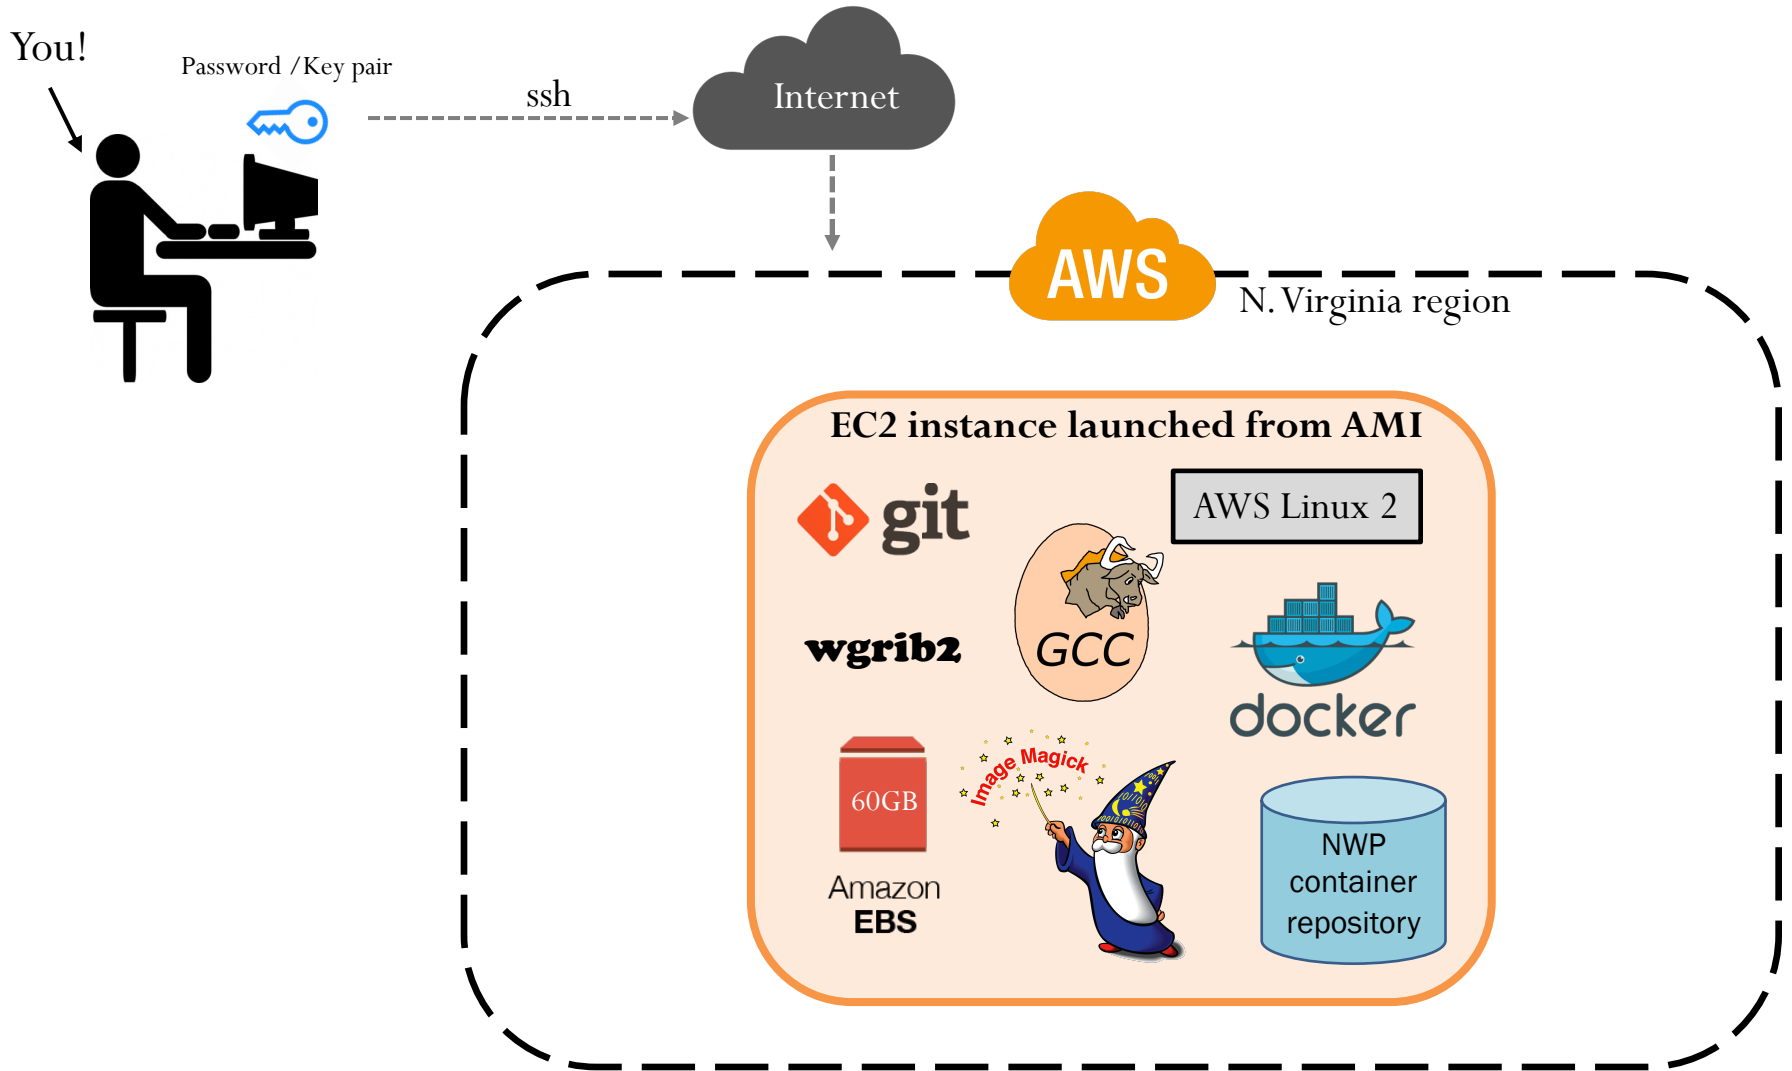 You!
Password /Key pair
ssh
Internet
AWS
N. Virginia region
EC2 instance launched from AMI
git
AWS Linux 2
GCC
wgrib2
docker
Image Magick
60GB
Amazon
EBS
NWP
container
repository